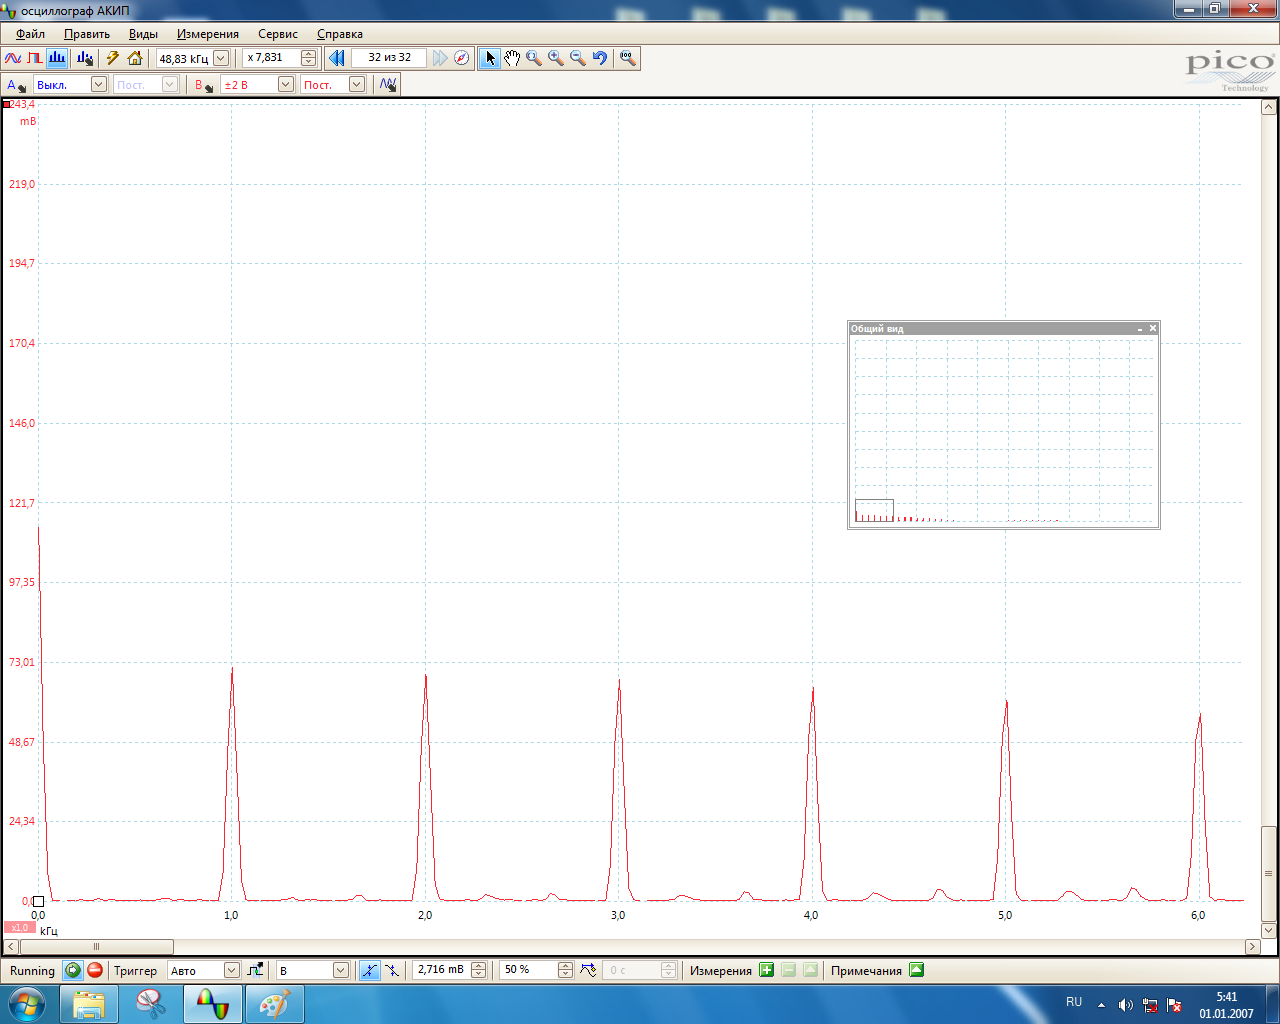 осциллограф АКИП
Файл Править Виды Измерения Сервис Справка
48,83 кГц x 7,831 32 из 32
pico
Technology
A Выкл. Пост. B ±2 В Пост.
243,4
mB
219,0
194,7
170,4
146,0
121,7
97,35
73,01
48,67
24,34
0,0
Общий вид
0,0 1,0 2,0 3,0 4,0 5,0 6,0
x1,0
кГц
Running Триггер Авто B 2,716 mB 50 % 0 с Измерения Примечания
RU 5:41
01.01.2007